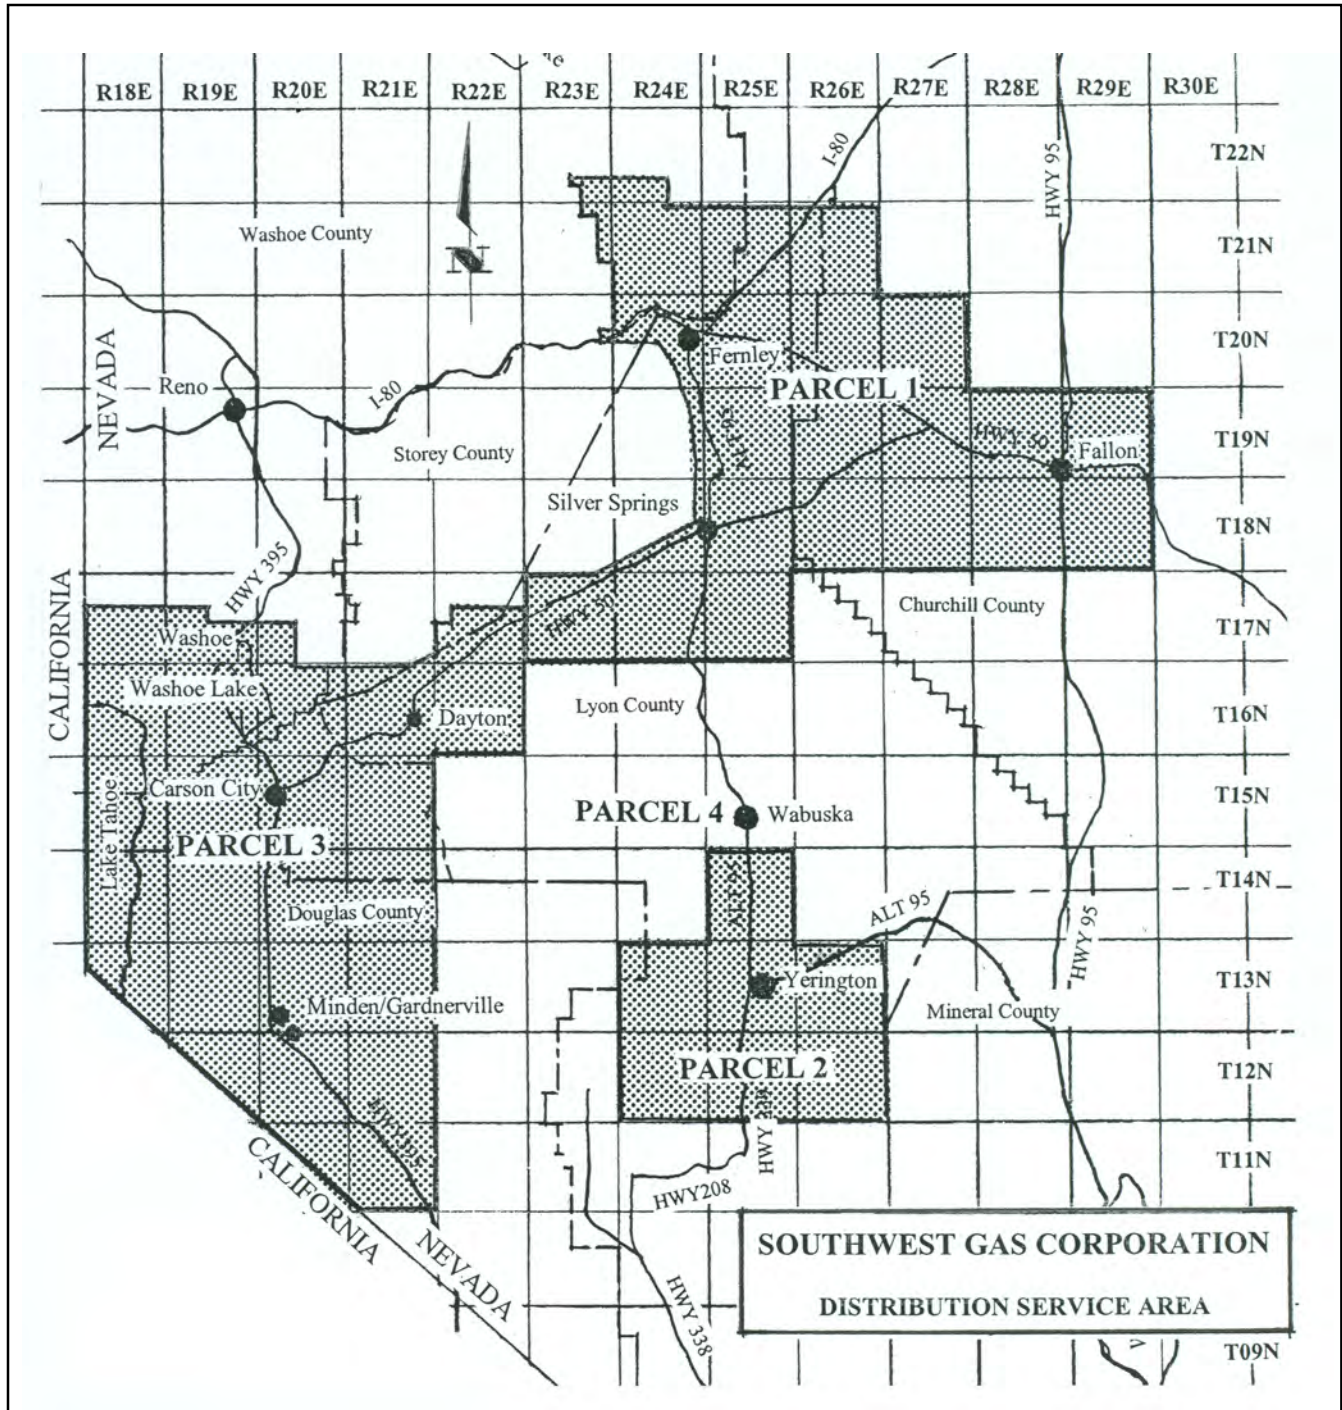 R18E R19E R20E R21E R22E R23E R24E R25E R26E R27E R28E R29E R30E
I-80
HWY 95
T22N
Washoe County
T21N
N
NEVADA
T20N
Fernley
Reno
I-80
PARCEL 1
ALT 95
HWY 50
T19N
Fallon
Storey County
Silver Springs
T18N
HWY 395
CALIFORNIA
HWY 50
Churchill County
T17N
Washoe
Washoe Lake
Lyon County
Dayton
T16N
Lake Tahoe
Carson City
PARCEL 4
Wabuska
T15N
PARCEL 3
ALT 95
T14N
Douglas County
ALT 95
HWY 95
Yerington
T13N
Minden/Gardnerville
Mineral County
PARCEL 2
T12N
HWY 395
HWY 339
CALIFORNIA
T11N
HWY208
NEVADA
SOUTHWEST GAS CORPORATION
HWY 338
DISTRIBUTION SERVICE AREA
T09N